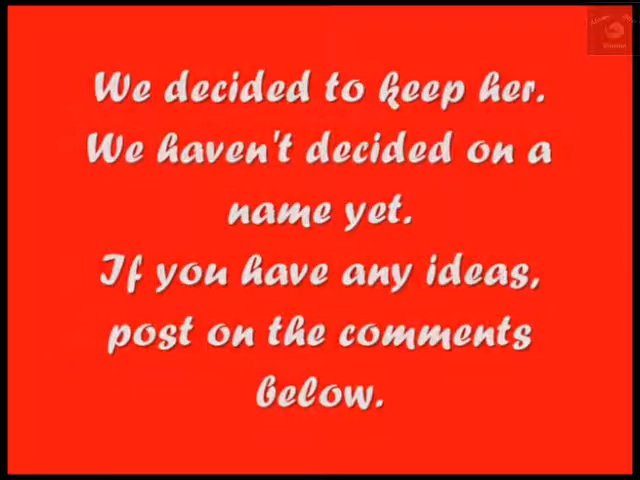 We decided to keep her.
We haven't decided on a
name yet.
If you have any ideas,
post on the comments
below.